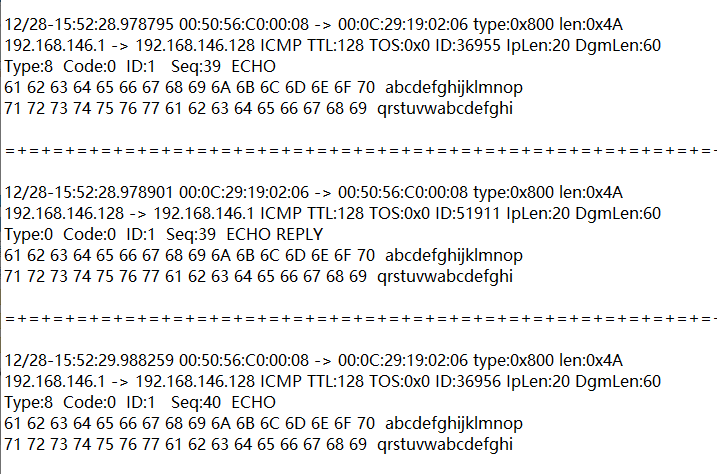 12/28-15:52:28.978795 00:50:56:C0:00:08 -> 00:0C:29:19:02:06 type:0x800 len:0x4A
192.168.146.1 -> 192.168.146.128 ICMP TTL:128 TOS:0x0 ID:36955 IpLen:20 DgmLen:60
Type:8  Code:0  ID:1   Seq:39  ECHO
61 62 63 64 65 66 67 68 69 6A 6B 6C 6D 6E 6F 70  abcdefghijklmnop
71 72 73 74 75 76 77 61 62 63 64 65 66 67 68 69  qrstuvwabcdefghi
=+=+=+=+=+=+=+=+=+=+=+=+=+=+=+=+=+=+=+=+=+=+=+=+=+=+=+=+=+=+
12/28-15:52:28.978901 00:0C:29:19:02:06 -> 00:50:56:C0:00:08 type:0x800 len:0x4A
192.168.146.128 -> 192.168.146.1 ICMP TTL:128 TOS:0x0 ID:51911 IpLen:20 DgmLen:60
Type:0  Code:0  ID:1  Seq:39  ECHO REPLY
61 62 63 64 65 66 67 68 69 6A 6B 6C 6D 6E 6F 70  abcdefghijklmnop
71 72 73 74 75 76 77 61 62 63 64 65 66 67 68 69  qrstuvwabcdefghi
=+=+=+=+=+=+=+=+=+=+=+=+=+=+=+=+=+=+=+=+=+=+=+=+=+=+=+=+=+=+
12/28-15:52:29.988259 00:50:56:C0:00:08 -> 00:0C:29:19:02:06 type:0x800 len:0x4A
192.168.146.1 -> 192.168.146.128 ICMP TTL:128 TOS:0x0 ID:36956 IpLen:20 DgmLen:60
Type:8  Code:0  ID:1   Seq:40  ECHO
61 62 63 64 65 66 67 68 69 6A 6B 6C 6D 6E 6F 70  abcdefghijklmnop
71 72 73 74 75 76 77 61 62 63 64 65 66 67 68 69  qrstuvwabcdefghi